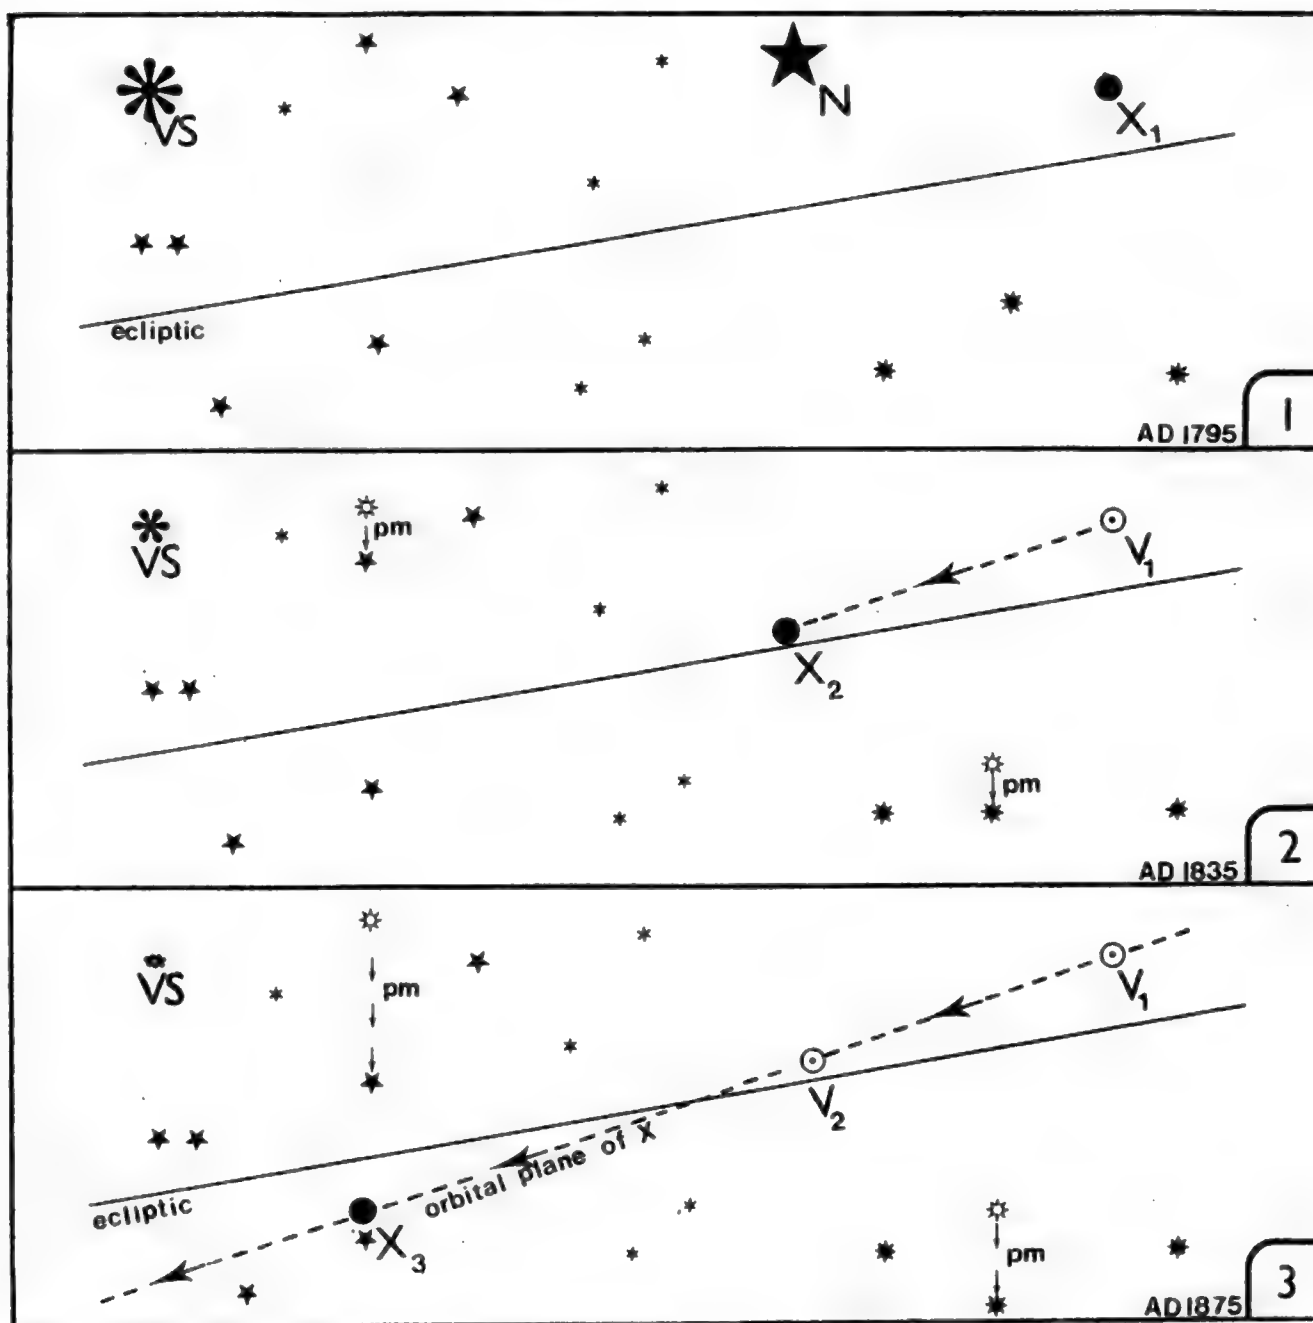 N
VS
X1
ecliptic
AD 1795
1
pm
VS
V1
X2
pm
AD 1835
2
VS
pm
V1
V2
orbital plane of X
ecliptic
X3
pm
AD 1875
3